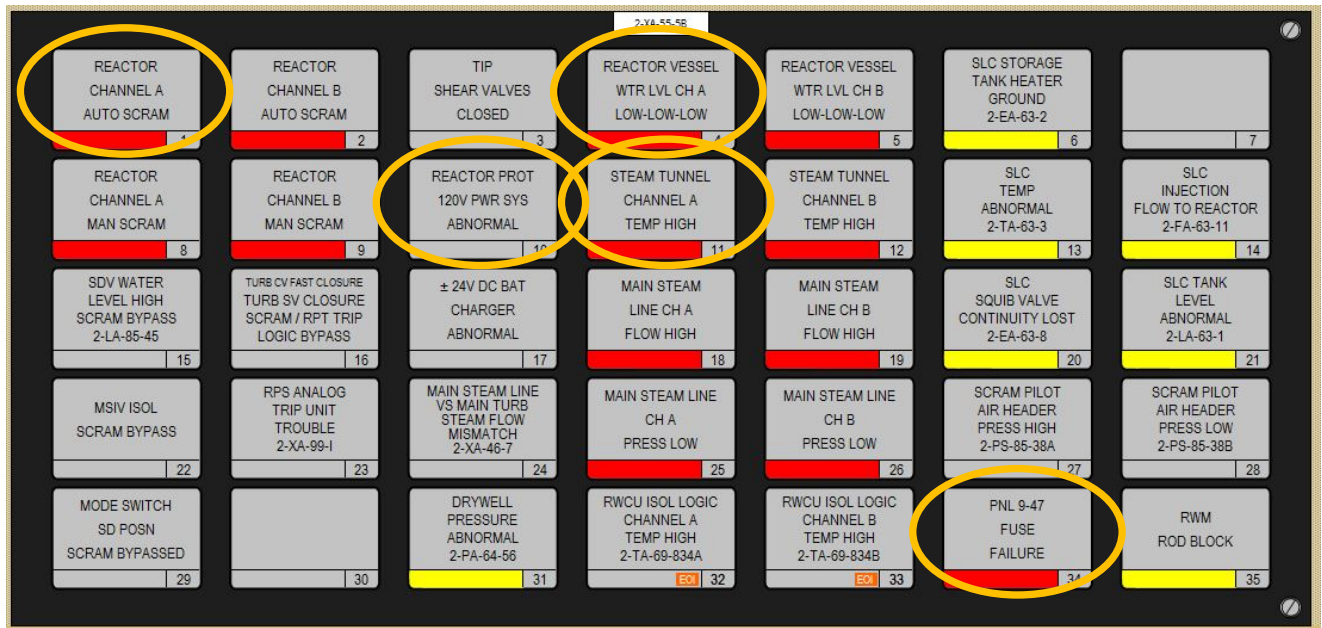 2-XA-55-5B
REACTOR
CHANNEL A
AUTO SCRAM
1
REACTOR
CHANNEL B
AUTO SCRAM
2
TIP
SHEAR VALVES
CLOSED
3
REACTOR VESSEL
WTR LVL CH A
LOW-LOW-LOW
4
REACTOR VESSEL
WTR LVL CH B
LOW-LOW-LOW
5
SLC STORAGE
TANK HEATER
GROUND
2-EA-63-2
6
7
REACTOR
CHANNEL A
MAN SCRAM
8
REACTOR
CHANNEL B
MAN SCRAM
9
REACTOR PROT
120V PWR SYS
ABNORMAL
10
STEAM TUNNEL
CHANNEL A
TEMP HIGH
11
STEAM TUNNEL
CHANNEL B
TEMP HIGH
12
SLC
TEMP
ABNORMAL
2-TA-63-3
13
SLC
INJECTION
FLOW TO REACTOR
2-FA-63-11
14
SDV WATER
LEVEL HIGH
SCRAM BYPASS
2-LA-85-45
15
TURB CV FAST CLOSURE
TURB SV CLOSURE
SCRAM / RPT TRIP
LOGIC BYPASS
16
± 24V DC BAT
CHARGER
ABNORMAL
17
MAIN STEAM
LINE CH A
FLOW HIGH
18
MAIN STEAM
LINE CH B
FLOW HIGH
19
SLC
SQUIB VALVE
CONTINUITY LOST
2-EA-63-8
20
SLC TANK
LEVEL
ABNORMAL
2-LA-63-1
21
MSIV ISOL
SCRAM BYPASS
22
RPS ANALOG
TRIP UNIT
TROUBLE
2-XA-99-I
23
MAIN STEAM LINE
VS MAIN TURB
STEAM FLOW
MISMATCH
2-XA-46-7
24
MAIN STEAM LINE
CH A
PRESS LOW
25
MAIN STEAM LINE
CH B
PRESS LOW
26
SCRAM PILOT
AIR HEADER
PRESS HIGH
2-PS-85-38A
27
SCRAM PILOT
AIR HEADER
PRESS LOW
2-PS-85-38B
28
MODE SWITCH
SD POSN
SCRAM BYPASSED
29
30
DRYWELL
PRESSURE
ABNORMAL
2-PA-64-56
31
RWCU ISOL LOGIC
CHANNEL A
TEMP HIGH
2-TA-69-834A
EOI 32
RWCU ISOL LOGIC
CHANNEL B
TEMP HIGH
2-TA-69-834B
EOI 33
PNL 9-47
FUSE
FAILURE
34
RWM
ROD BLOCK
35